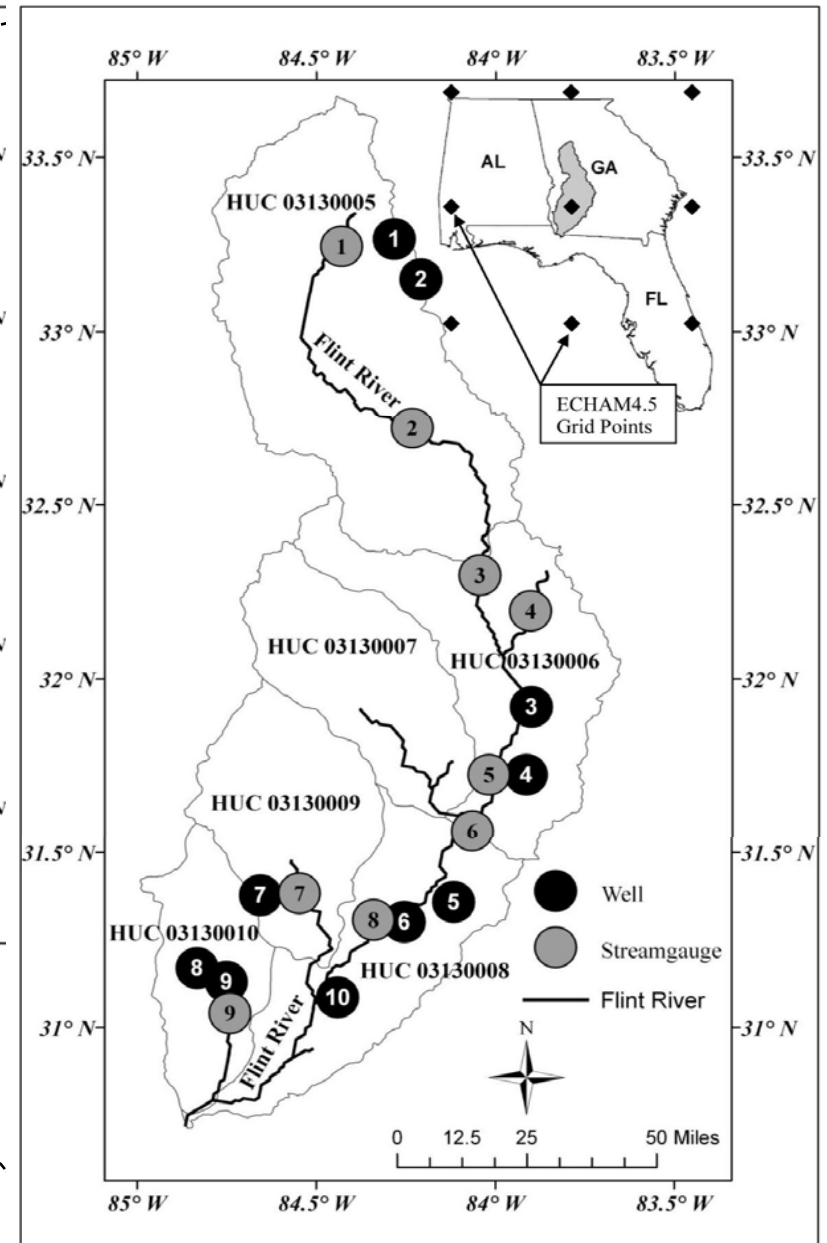 85° W 84.5° W 84° W 83.5° W
33.5° N
33° N
32.5° N
32° N
31.5° N
31° N
33.5° N
33° N
32.5° N
32° N
31.5° N
31° N
AL
GA
FL
ECHAM4.5
Grid Points
HUC 03130005
1
1
2
Flint River
2
3
4
HUC 03130007
HUC 03130006
3
5
4
HUC 03130009
6
7
7
8
6
5
HUC 03130010
8
9
9
HUC 03130008
10
Flint River
Well
Streamgauge
Flint River
N
0 12.5 25 50 Miles
85° W 84.5° W 84° W 83.5° W